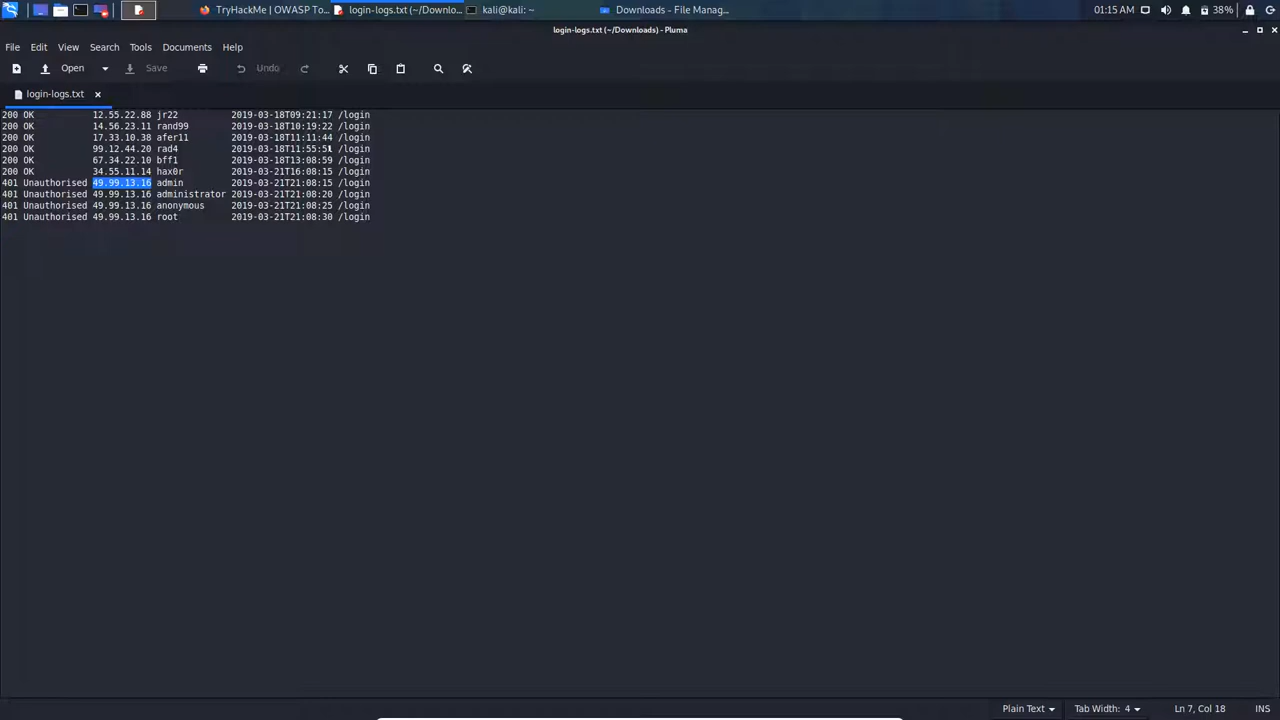 TryHackMe | OWASP To... login-logs.txt (~/Downlo... kali@kali: ~ Downloads - File Manag... 01:15 AM 38%
login-logs.txt (~/Downloads) - Pluma
File Edit View Search Tools Documents Help
Open Save Undo
login-logs.txt
200 OK 12.55.22.88 jr22 2019-03-18T09:21:17 /login
200 OK 14.56.23.11 rand99 2019-03-18T10:19:22 /login
200 OK 17.33.10.38 afer11 2019-03-18T11:11:44 /login
200 OK 99.12.44.20 rad4 2019-03-18T11:55:51 /login
200 OK 67.34.22.10 bff1 2019-03-18T13:08:59 /login
200 OK 34.55.11.14 hax0r 2019-03-21T16:08:15 /login
401 Unauthorised 49.99.13.16 admin 2019-03-21T21:08:15 /login
401 Unauthorised 49.99.13.16 administrator 2019-03-21T21:08:20 /login
401 Unauthorised 49.99.13.16 anonymous 2019-03-21T21:08:25 /login
401 Unauthorised 49.99.13.16 root 2019-03-21T21:08:30 /login
Plain Text Tab Width: 4 Ln 7, Col 18 INS